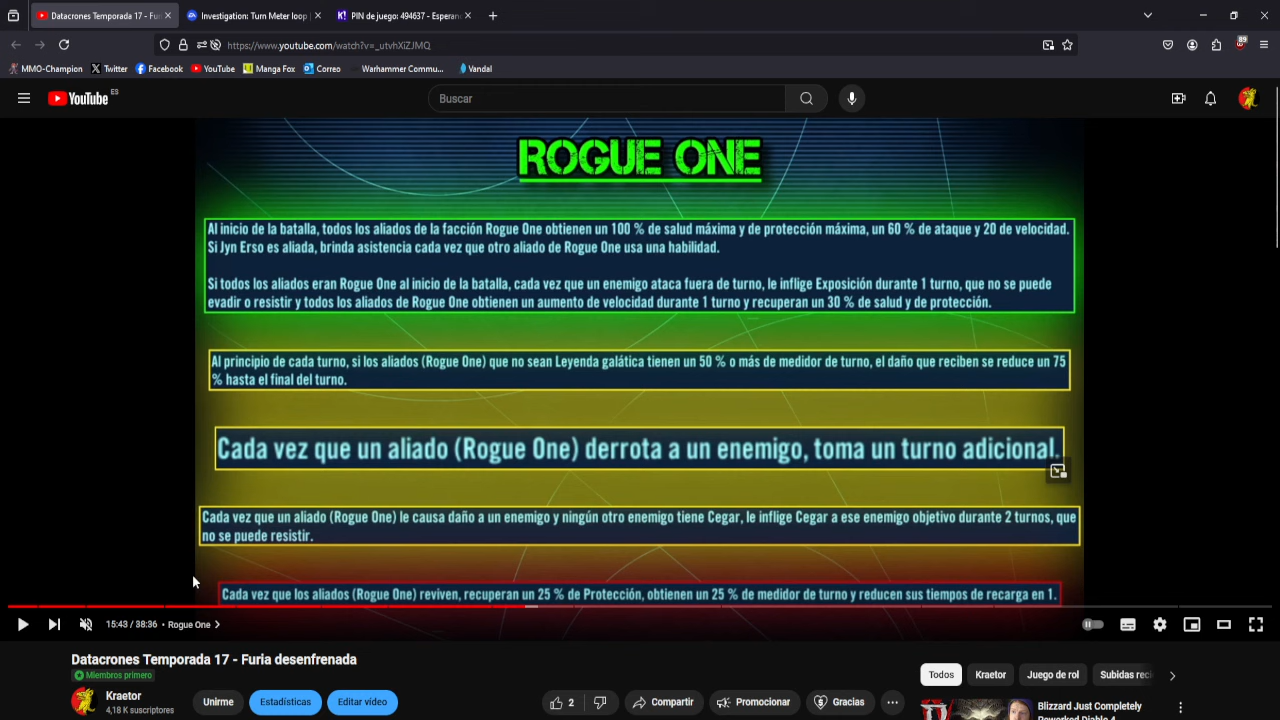 Datacrones Temporada 17 - Furi
Investigation: Turn Meter loop
PIN de juego: 494637 - Esperan
https://www.youtube.com/watch?v=_utvhXiZJMQ
89
MMO-Champion
Twitter
Facebook
YouTube
Manga Fox
Correo
Warhammer Commu...
Vandal
YouTube ES
Buscar
ROGUE ONE
Al inicio de la batalla, todos los aliados de la facción Rogue One obtienen un 100 % de salud máxima y de protección máxima, un 60 % de ataque y 20 de velocidad.
Si Jyn Erso es aliada, brinda asistencia cada vez que otro aliado de Rogue One usa una habilidad.
Si todos los aliados eran Rogue One al inicio de la batalla, cada vez que un enemigo ataca fuera de turno, le inflige Exposición durante 1 turno, que no se puede
evadir o resistir y todos los aliados de Rogue One obtienen un aumento de velocidad durante 1 turno y recuperan un 30 % de salud y de protección.
Al principio de cada turno, si los aliados (Rogue One) que no sean Leyenda galática tienen un 50 % o más de medidor de turno, el daño que reciben se reduce un 75
% hasta el final del turno.
Cada vez que un aliado (Rogue One) derrota a un enemigo, toma un turno adicional.
Cada vez que un aliado (Rogue One) le causa daño a un enemigo y ningún otro enemigo tiene Cegar, le inflige Cegar a ese enemigo objetivo durante 2 turnos, que
no se puede resistir.
Cada vez que los aliados (Rogue One) reviven, recuperan un 25 % de Protección, obtienen un 25 % de medidor de turno y reducen sus tiempos de recarga en 1.
15:43 / 38:36 • Rogue One
Datacrones Temporada 17 - Furia desenfrenada
Miembros primero
Kraetor
4,18 K suscriptores
Unirme
Estadísticas
Editar vídeo
2
Compartir
Promocionar
Gracias
Todos
Kraetor
Juego de rol
Subidas reci
Blizzard Just Completely
Reworked Diablo 4